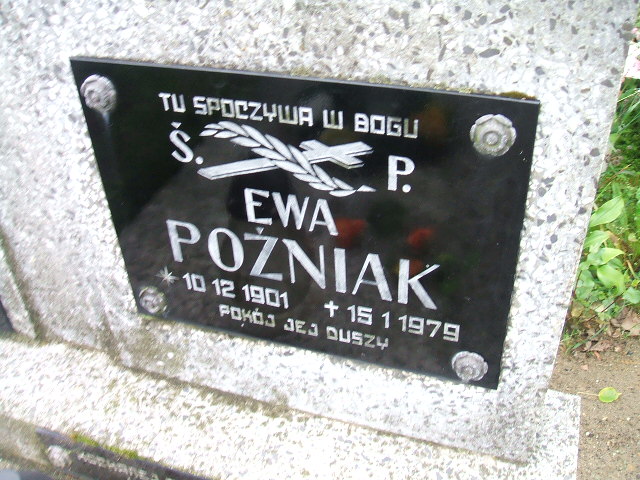 TU SPOCZYWA W BOGU
Ś. P.
EWA
POŹNIAK
* 10 12 1901 + 15 1 1979
POKÓJ JEJ DUSZY